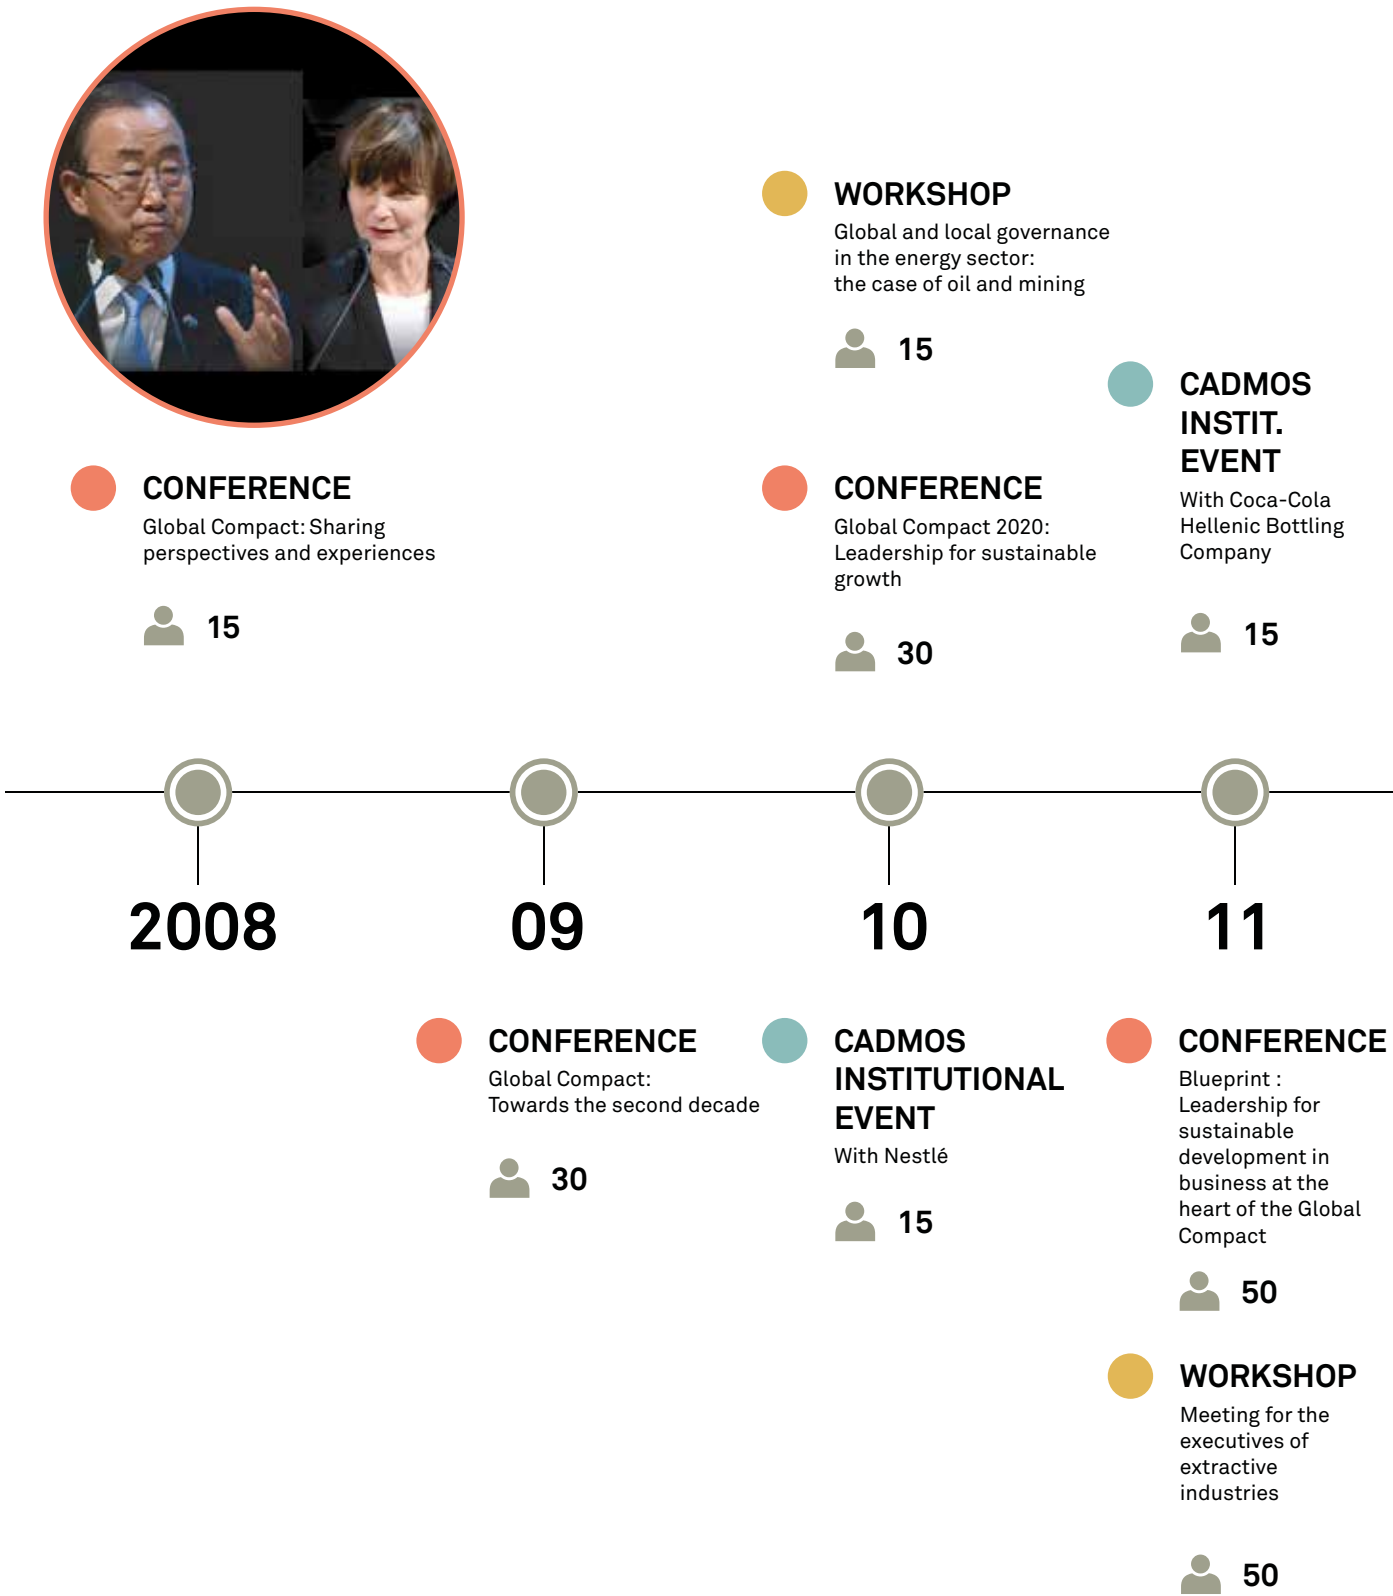 WORKSHOP
Global and local governance
in the energy sector:
the case of oil and mining
15
CADMOS
INSTIT.
EVENT
With Coca-Cola
Hellenic Bottling
Company
15
CONFERENCE
Global Compact: Sharing
perspectives and experiences
15
CONFERENCE
Global Compact 2020:
Leadership for sustainable
growth
30
2008
09
10
11
CONFERENCE
Global Compact:
Towards the second decade
30
CADMOS
INSTITUTIONAL
EVENT
With Nestlé
15
CONFERENCE
Blueprint :
Leadership for
sustainable
development in
business at the
heart of the Global
Compact
50
WORKSHOP
Meeting for the
executives of
extractive
industries
50